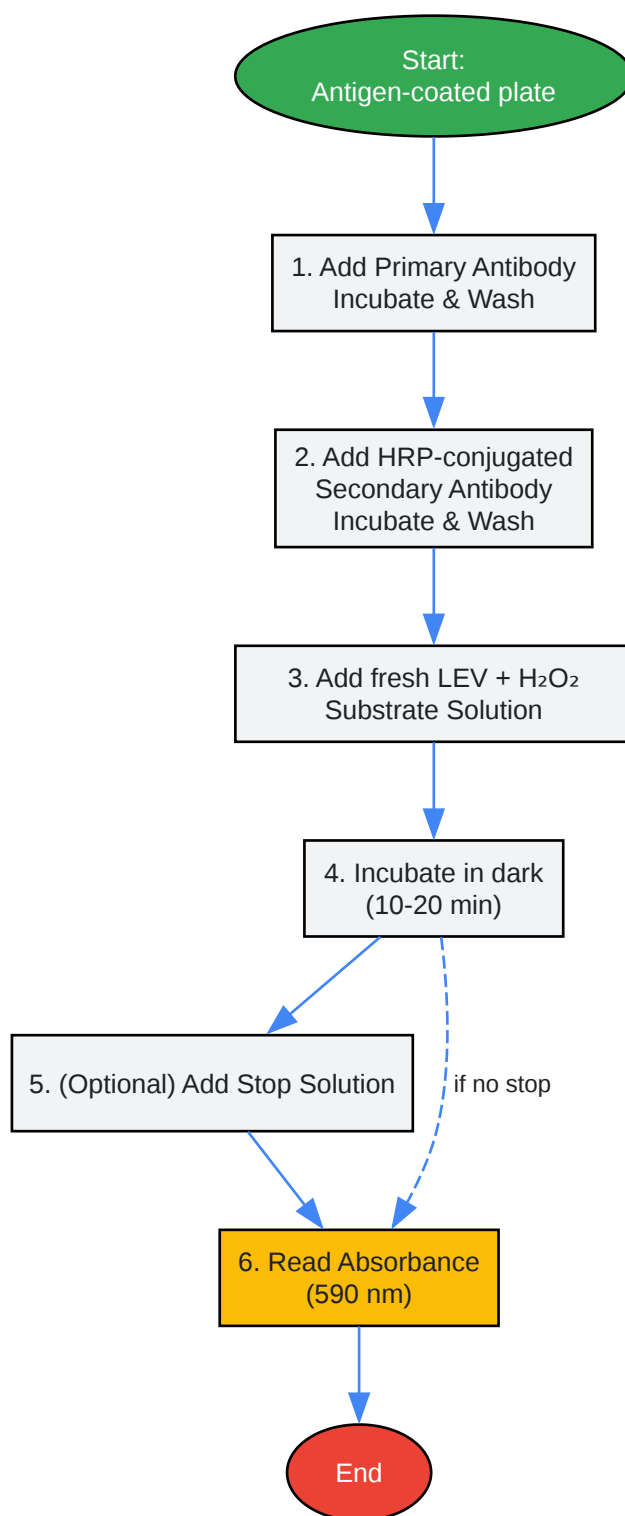 Start:
Antigen-coated plate
1. Add Primary Antibody
Incubate & Wash
2. Add HRP-conjugated
Secondary Antibody
Incubate & Wash
3. Add fresh LEV + H₂O₂
Substrate Solution
4. Incubate in dark
(10-20 min)
5. (Optional) Add Stop Solution
if no stop
6. Read Absorbance
(590 nm)
End